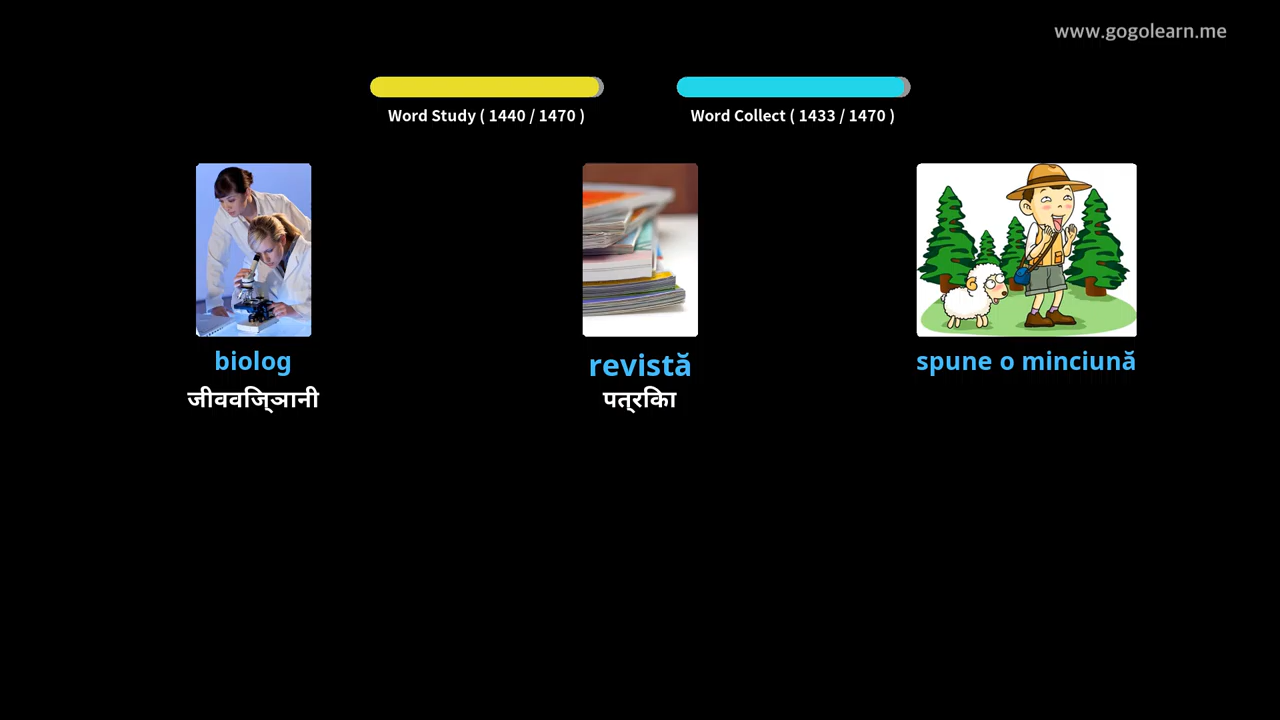 www.gogolearn.me
Word Study ( 1440 / 1470 )
Word Collect ( 1433 / 1470 )
biolog
revistă
spune o minciună
जीवविज्ञानी
पत्रिका